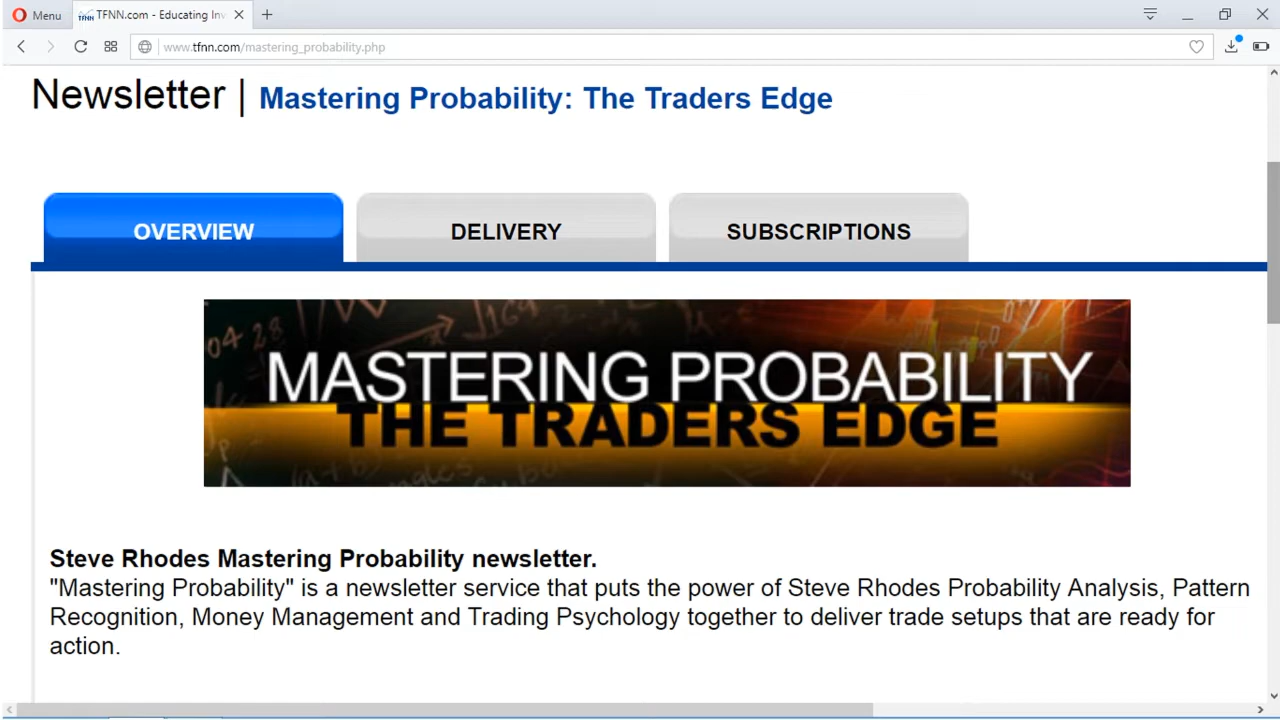 Menu
TFNN.com - Educating Inv
www.tfnn.com/mastering_probability.php
Newsletter | Mastering Probability: The Traders Edge
OVERVIEW
DELIVERY
SUBSCRIPTIONS
MASTERING PROBABILITY
THE TRADERS EDGE
Steve Rhodes Mastering Probability newsletter.
"Mastering Probability" is a newsletter service that puts the power of Steve Rhodes Probability Analysis, Pattern
Recognition, Money Management and Trading Psychology together to deliver trade setups that are ready for
action.